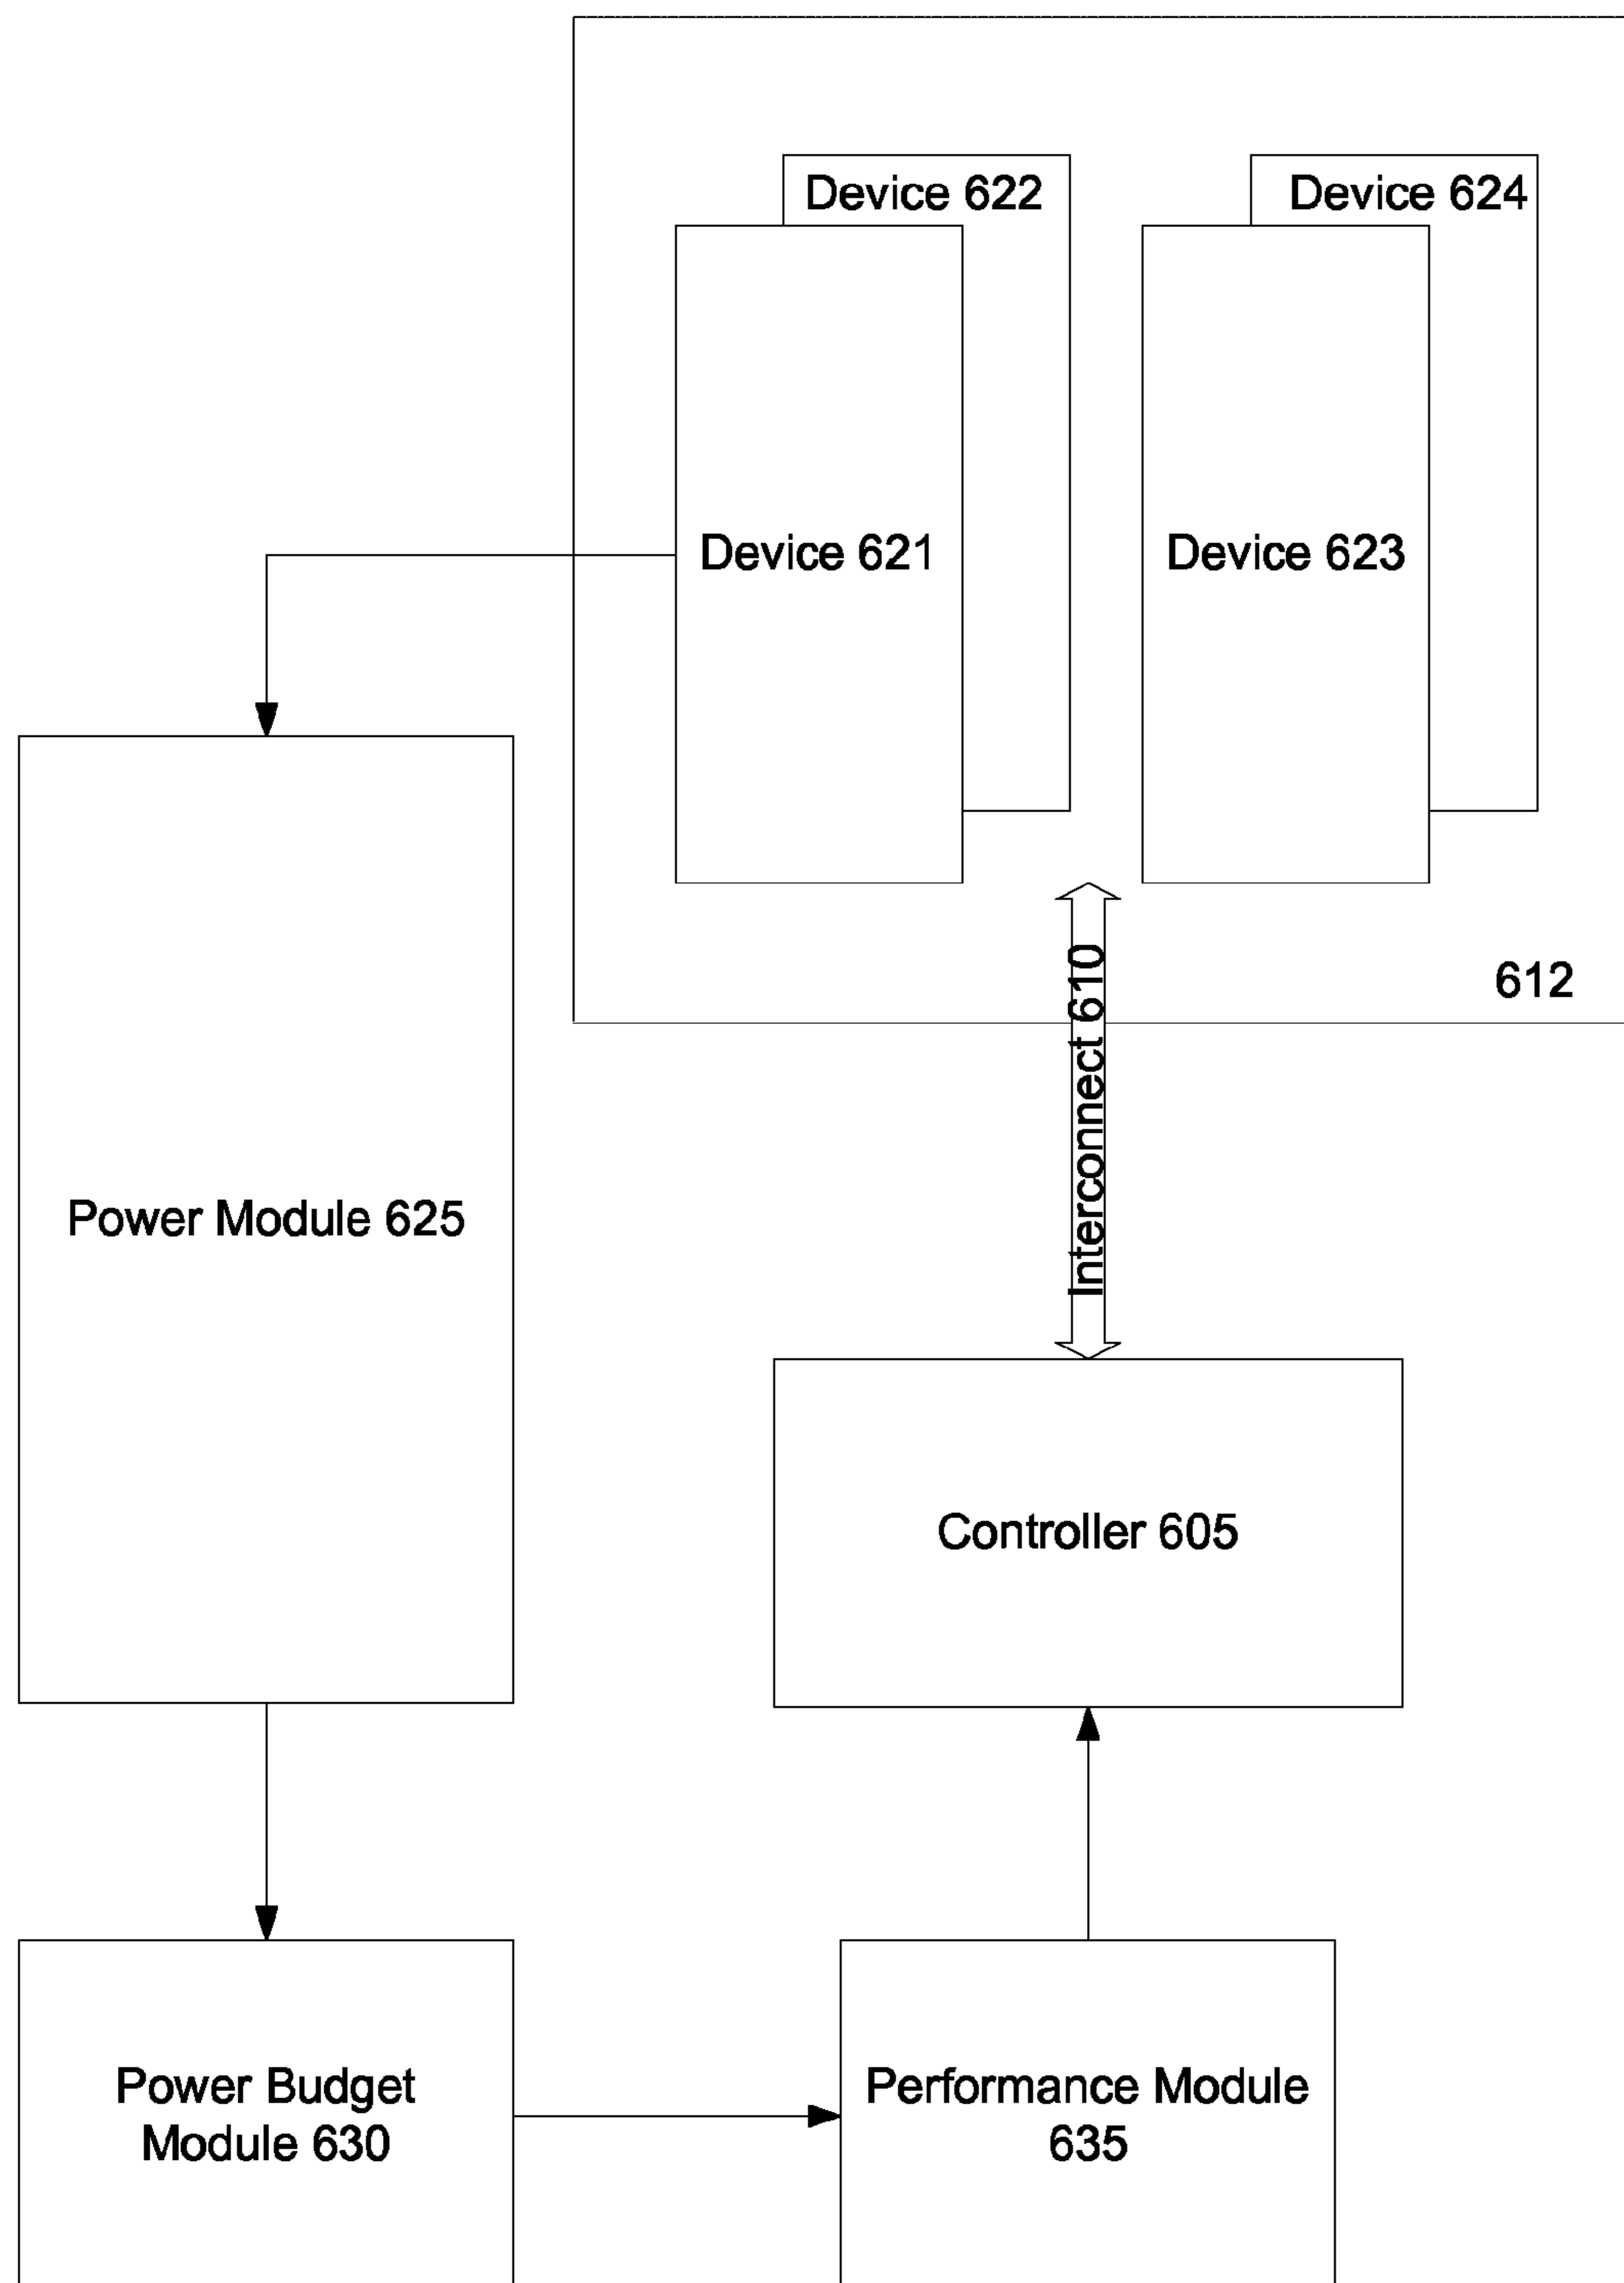 Device 622
Device 624
Device 621
Device 623
612
Interconnect 610
Power Module 625
Controller 605
Power Budget
Module 630
Performance Module
635